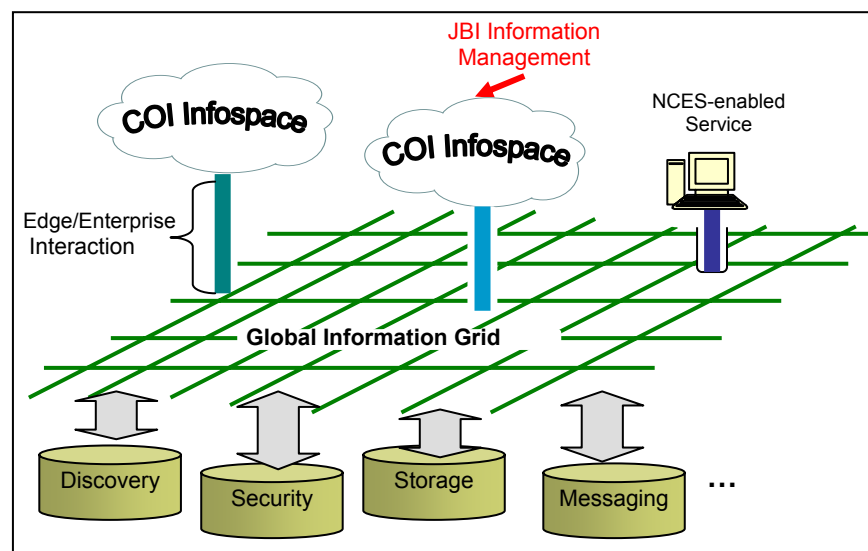 JBI Information
Management
NCES-enabled
Service
COI Infospace
COI Infospace
Edge/Enterprise
Interaction
Global Information Grid
Discovery
Security
Storage
Messaging
...